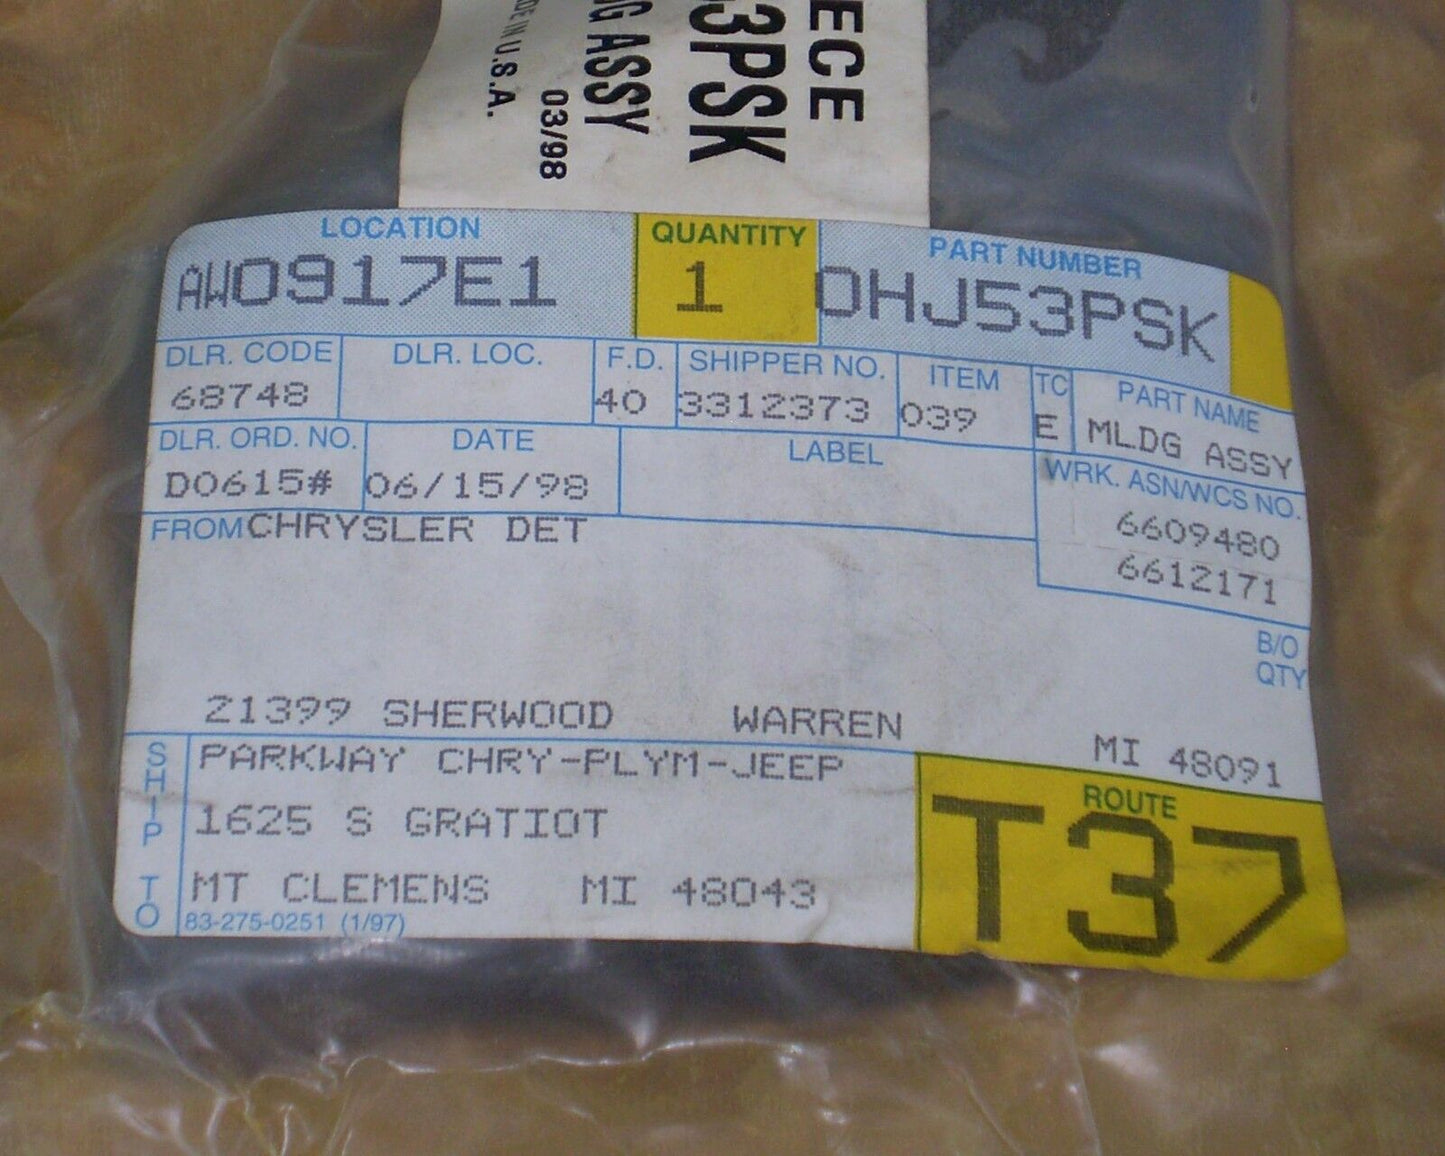 ECE
53PSK
G ASSY
03/98
DE IN U.S.A.
LOCATION QUANTITY PART NUMBER
AW0917E1 1 0HJ53PSK
DLR. CODE DLR. LOC. F.D. SHIPPER NO. ITEM TC PART NAME
68748 40 3312373 039 E MLDG ASSY
DLR. ORD. NO. DATE LABEL WRK. ASN/WCS NO.
D0615# 06/15/98 6609480
6612171
FROM CHRYSLER DET
B/O
QTY
21399 SHERWOOD WARREN MI 48091
SHIP TO
PARKWAY CHRY-PLYM-JEEP
1625 S GRATIOT
MT CLEMENS MI 48043
83-275-0251 (1/97)
ROUTE
T37